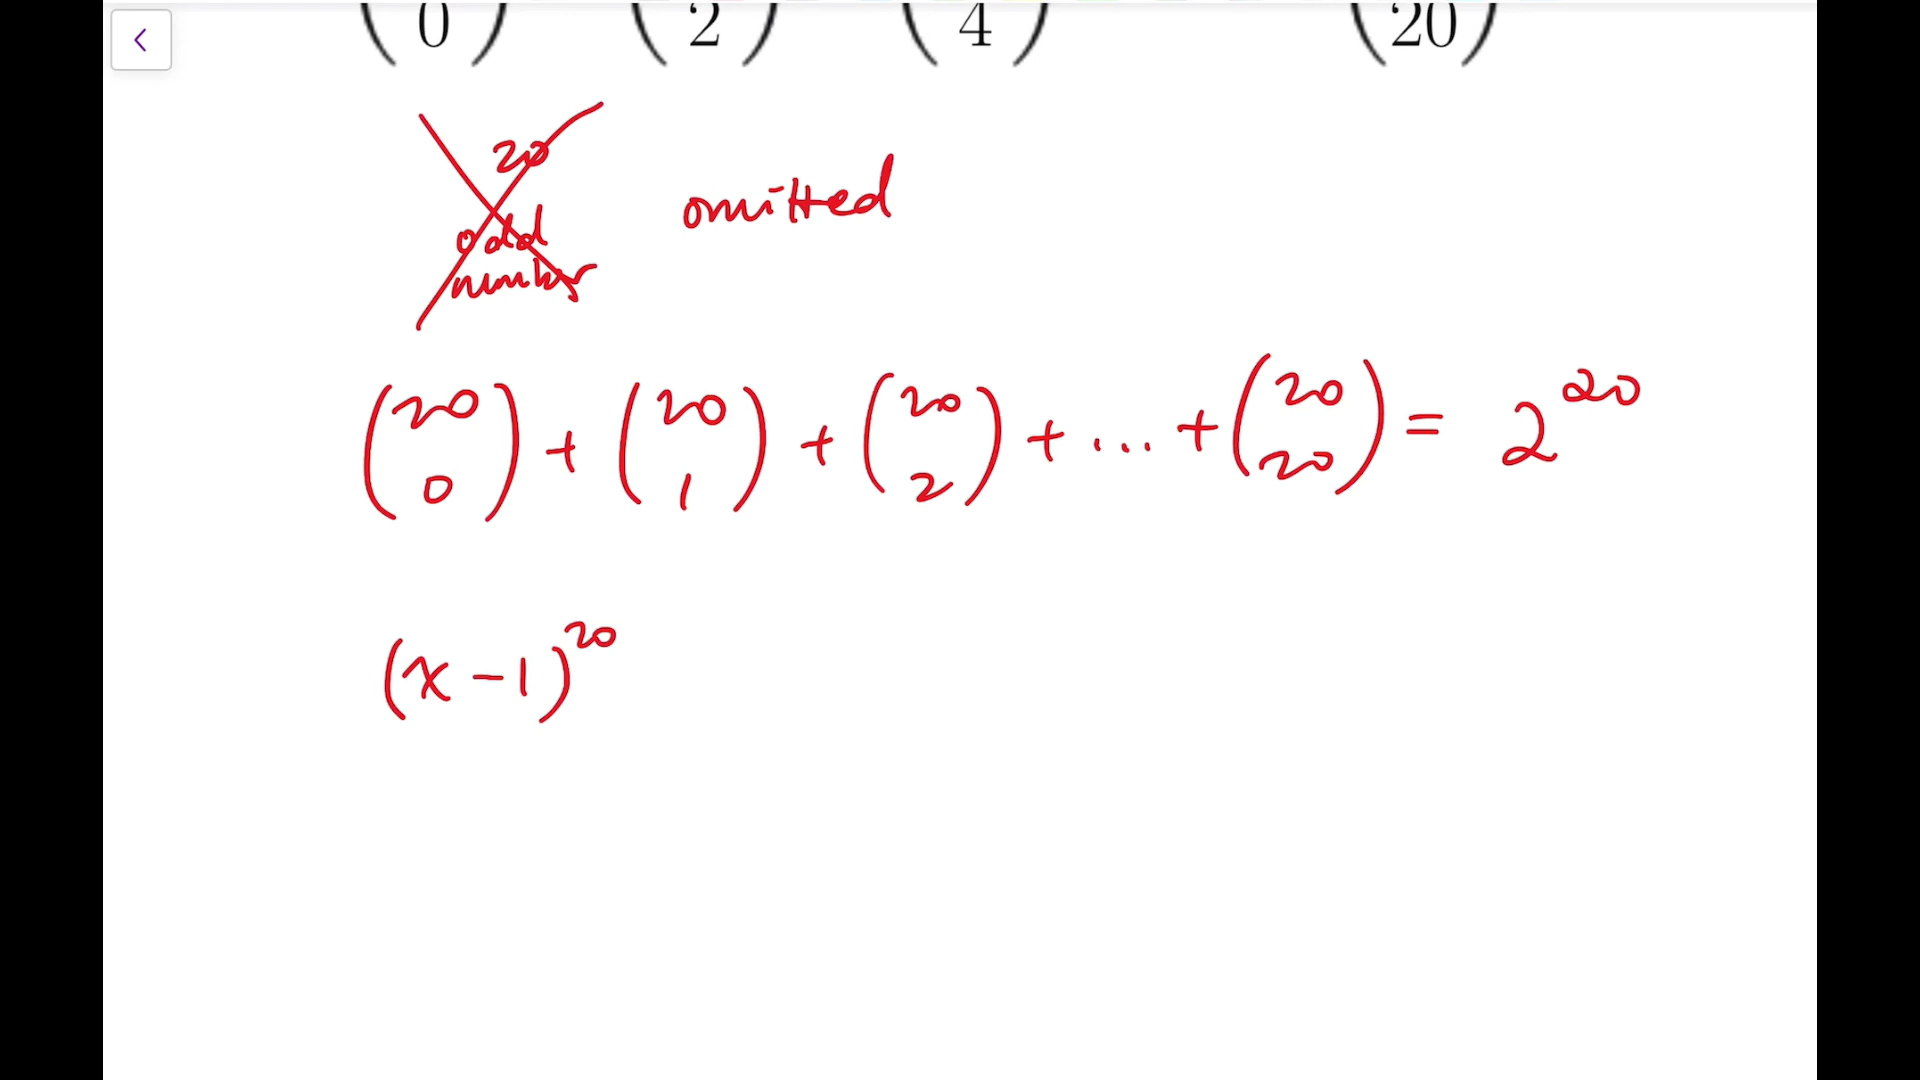 0 2 4 20
20
odd
number
omitted
(20 0) + (20 1) + (20 2) + ... + (20 20) = 2^20
(x - 1)^20